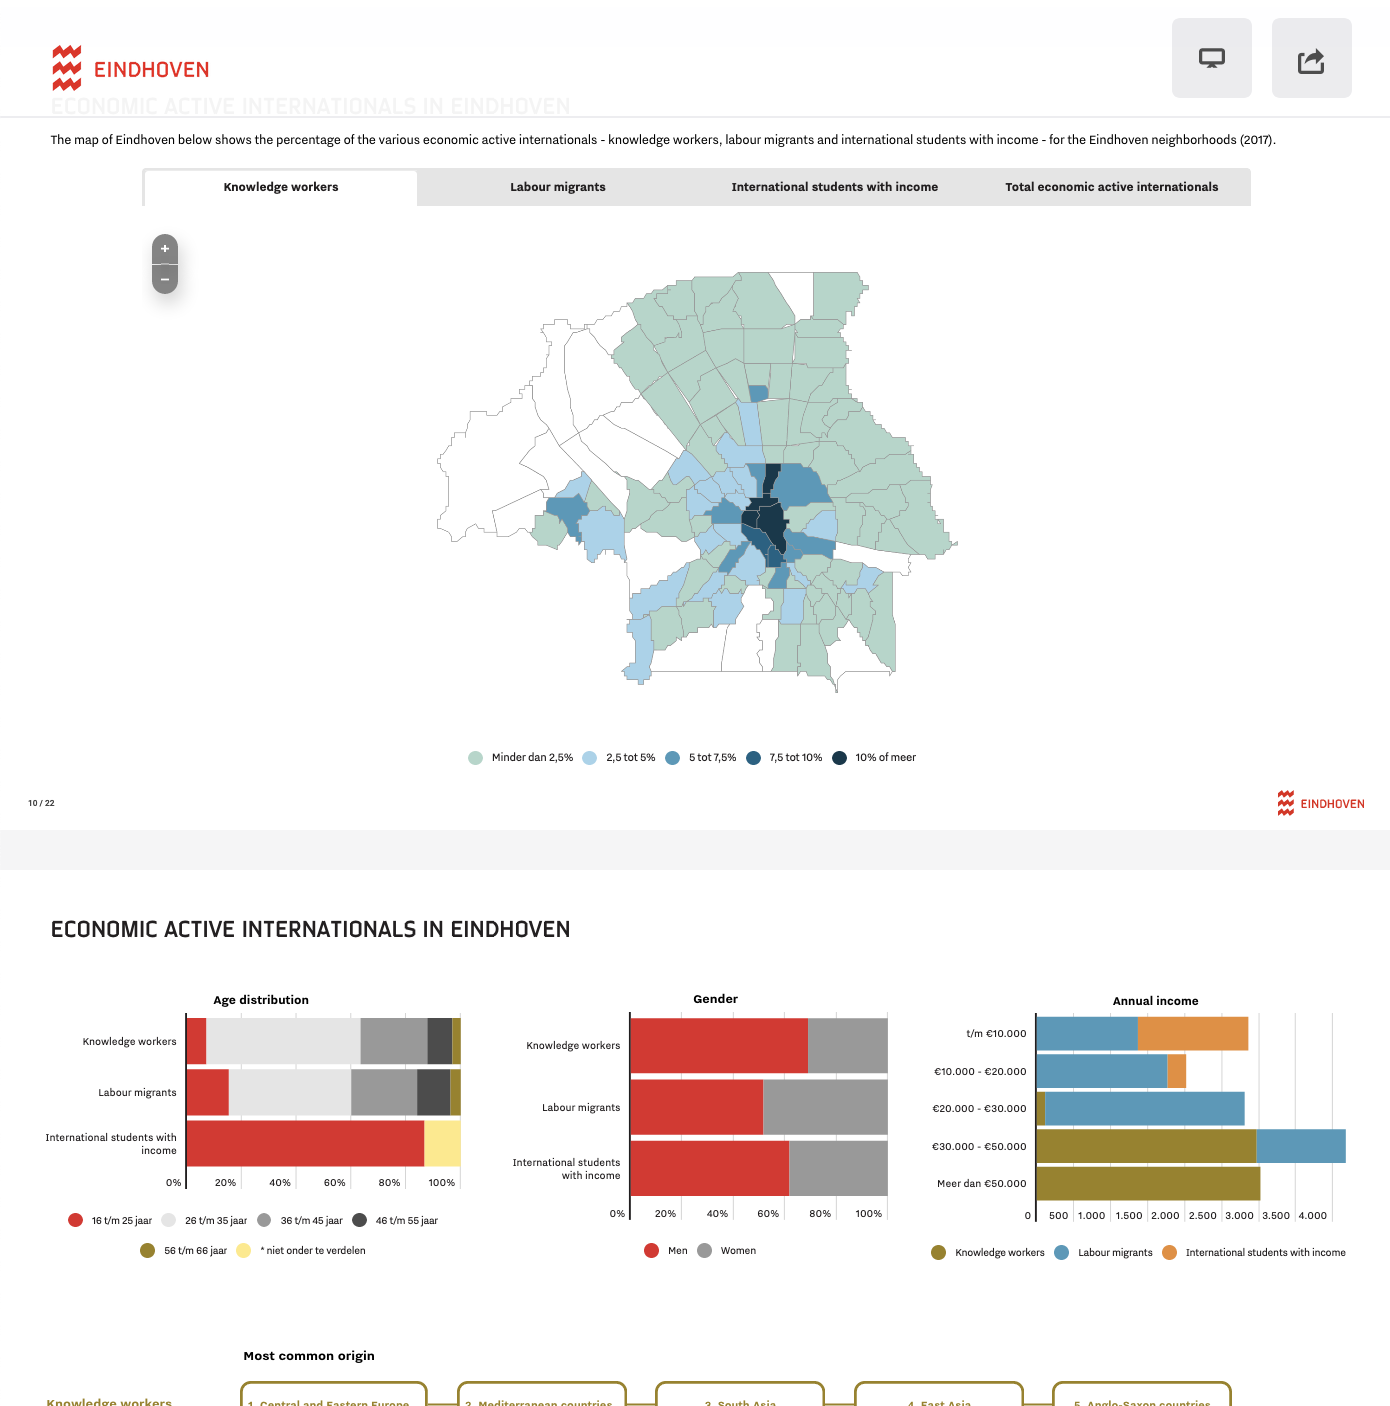 EINDHOVEN
ECONOMIC ACTIVE INTERNATIONALS IN EINDHOVEN
The map of Eindhoven below shows the percentage of the various economic active internationals - knowledge workers, labour migrants and international students with income - for the Eindhoven neighborhoods (2017).
Knowledge workers
Labour migrants
International students with income
Total economic active internationals
+
−
Minder dan 2,5%
2,5 tot 5%
5 tot 7,5%
7,5 tot 10%
10% of meer
10 / 22
EINDHOVEN
ECONOMIC ACTIVE INTERNATIONALS IN EINDHOVEN
Age distribution
Knowledge workers
Labour migrants
International students with
income
0% 20% 40% 60% 80% 100%
16 t/m 25 jaar
26 t/m 35 jaar
36 t/m 45 jaar
46 t/m 55 jaar
56 t/m 66 jaar
* niet onder te verdelen
Gender
Knowledge workers
Labour migrants
International students
with income
0% 20% 40% 60% 80% 100%
Men
Women
Annual income
t/m €10.000
€10.000 - €20.000
€20.000 - €30.000
€30.000 - €50.000
Meer dan €50.000
0 500 1.000 1.500 2.000 2.500 3.000 3.500 4.000
Knowledge workers
Labour migrants
International students with income
Most common origin
Knowledge workers
1. Central and Eastern Europe
2. Mediterranean countries
3. South Asia
4. East Asia
5. Anglo-Saxon countries